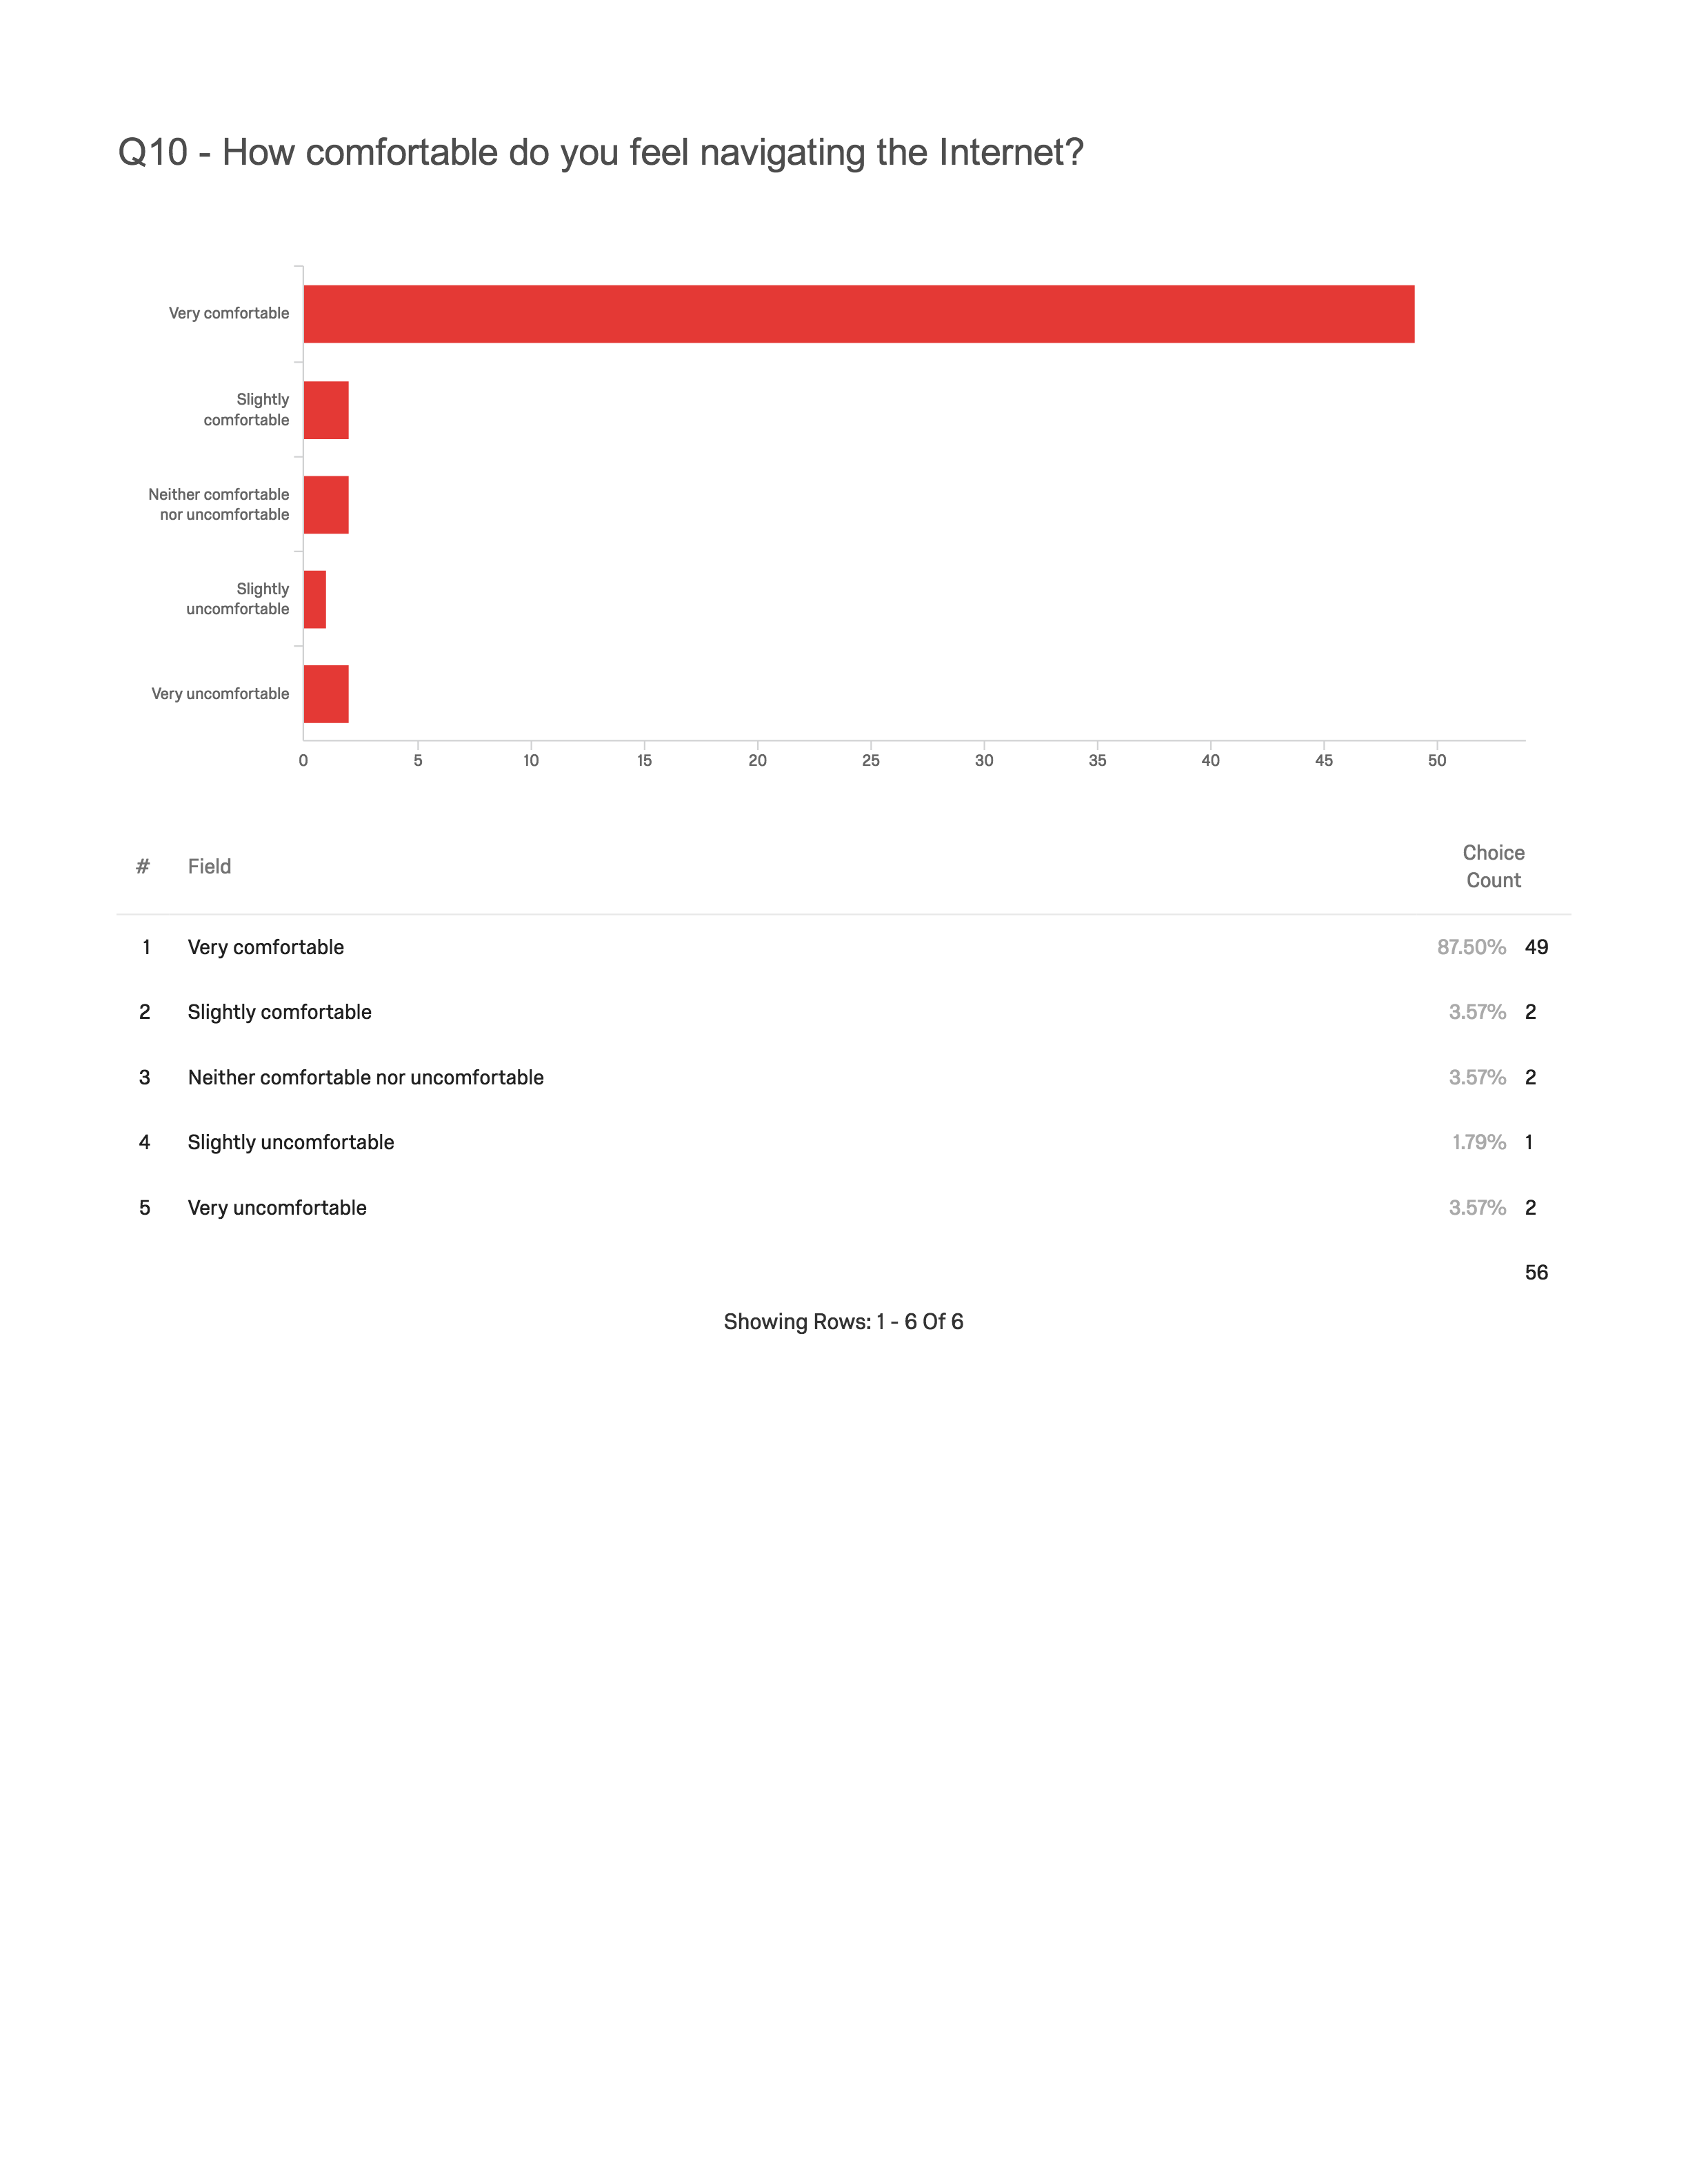 Q10 - How comfortable do you feel navigating the Internet?
Very comfortable
Slightly
comfortable
Neither comfortable
nor uncomfortable
Slightly
uncomfortable
Very uncomfortable
0 5 10 15 20 25 30 35 40 45 50
# Field Choice
Count
1 Very comfortable 87.50% 49
2 Slightly comfortable 3.57% 2
3 Neither comfortable nor uncomfortable 3.57% 2
4 Slightly uncomfortable 1.79% 1
5 Very uncomfortable 3.57% 2
56
Showing Rows: 1 - 6 Of 6